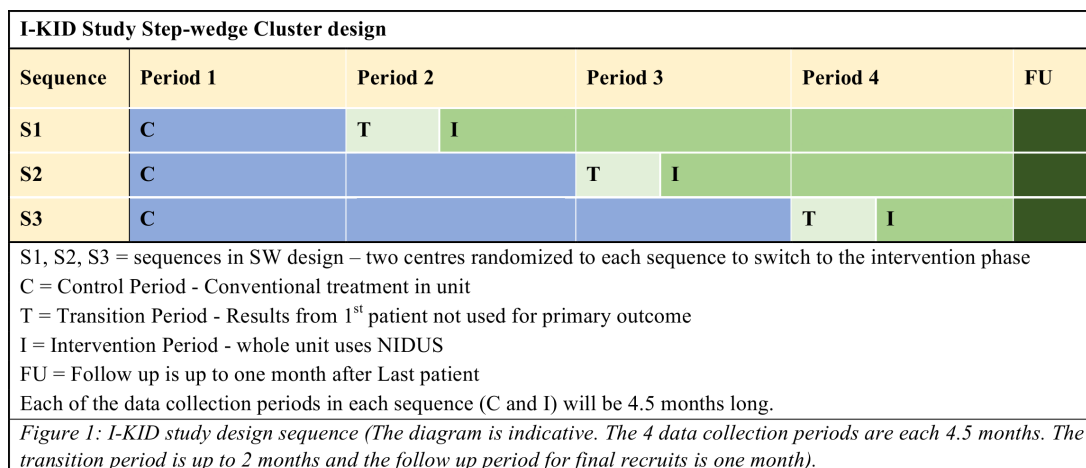 I-KID Study Step-wedge Cluster design
Sequence Period 1 Period 2 Period 3 Period 4 FU
S1 C T I
S2 C T I
S3 C T I
S1, S2, S3 = sequences in SW design – two centres randomized to each sequence to switch to the intervention phase
C = Control Period - Conventional treatment in unit
T = Transition Period - Results from 1st patient not used for primary outcome
I = Intervention Period - whole unit uses NIDUS
FU = Follow up is up to one month after Last patient
Each of the data collection periods in each sequence (C and I) will be 4.5 months long.
Figure 1: I-KID study design sequence (The diagram is indicative. The 4 data collection periods are each 4.5 months. The
transition period is up to 2 months and the follow up period for final recruits is one month).